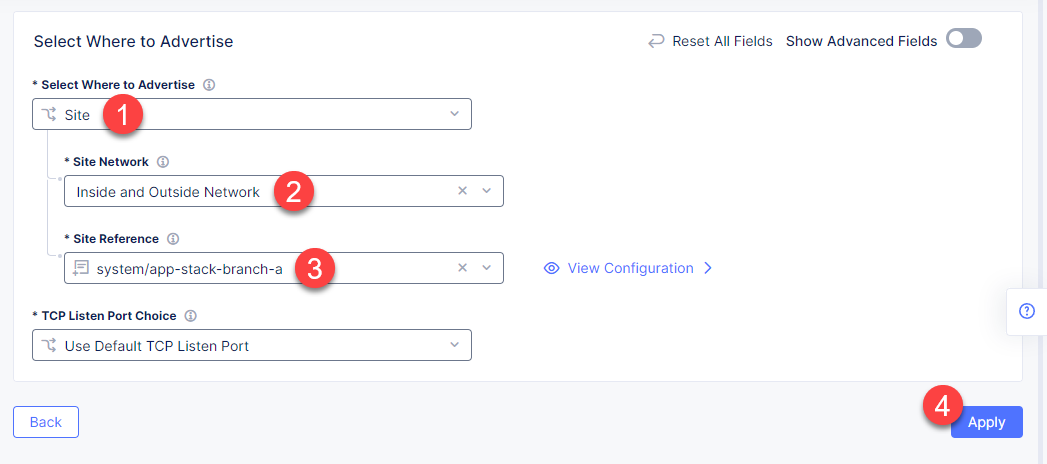 Select Where to Advertise
Reset All Fields
Show Advanced Fields
* Select Where to Advertise
Site
1
* Site Network
Inside and Outside Network
2
* Site Reference
system/app-stack-branch-a
3
View Configuration
* TCP Listen Port Choice
Use Default TCP Listen Port
Back
4
Apply